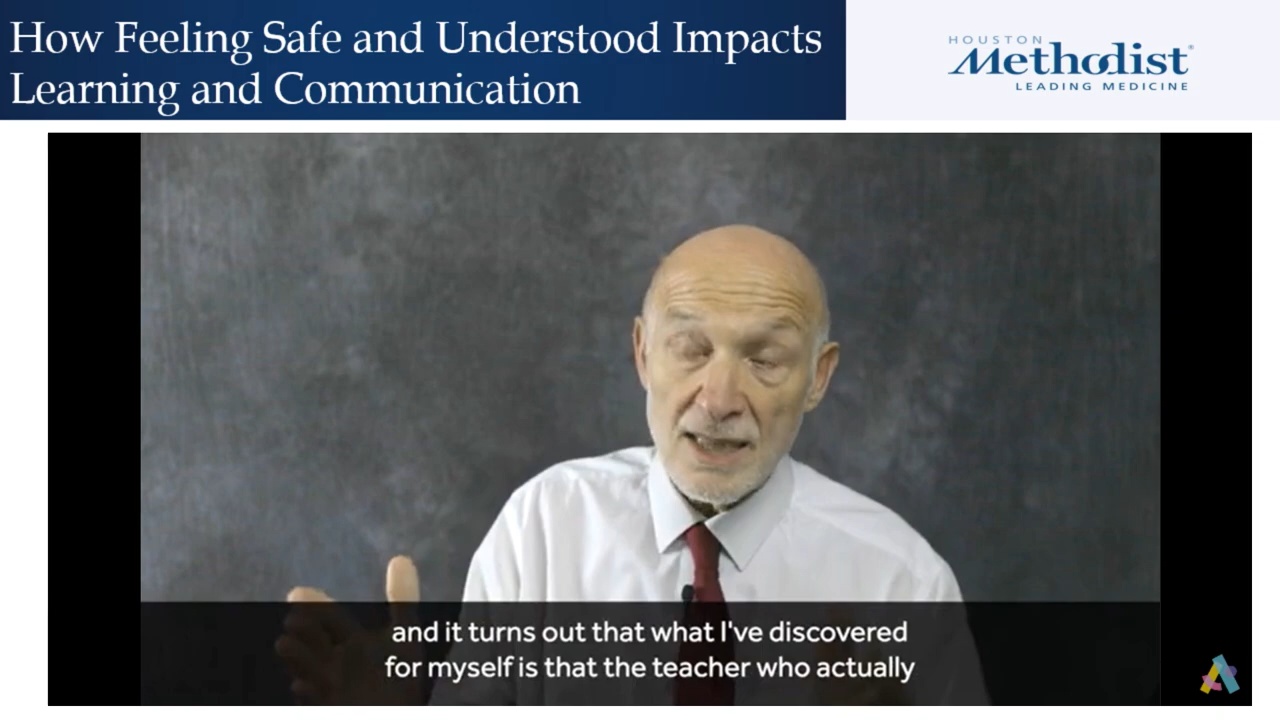 How Feeling Safe and Understood Impacts
Learning and Communication
HOUSTON
Methodist®
LEADING MEDICINE
and it turns out that what I've discovered
for myself is that the teacher who actually